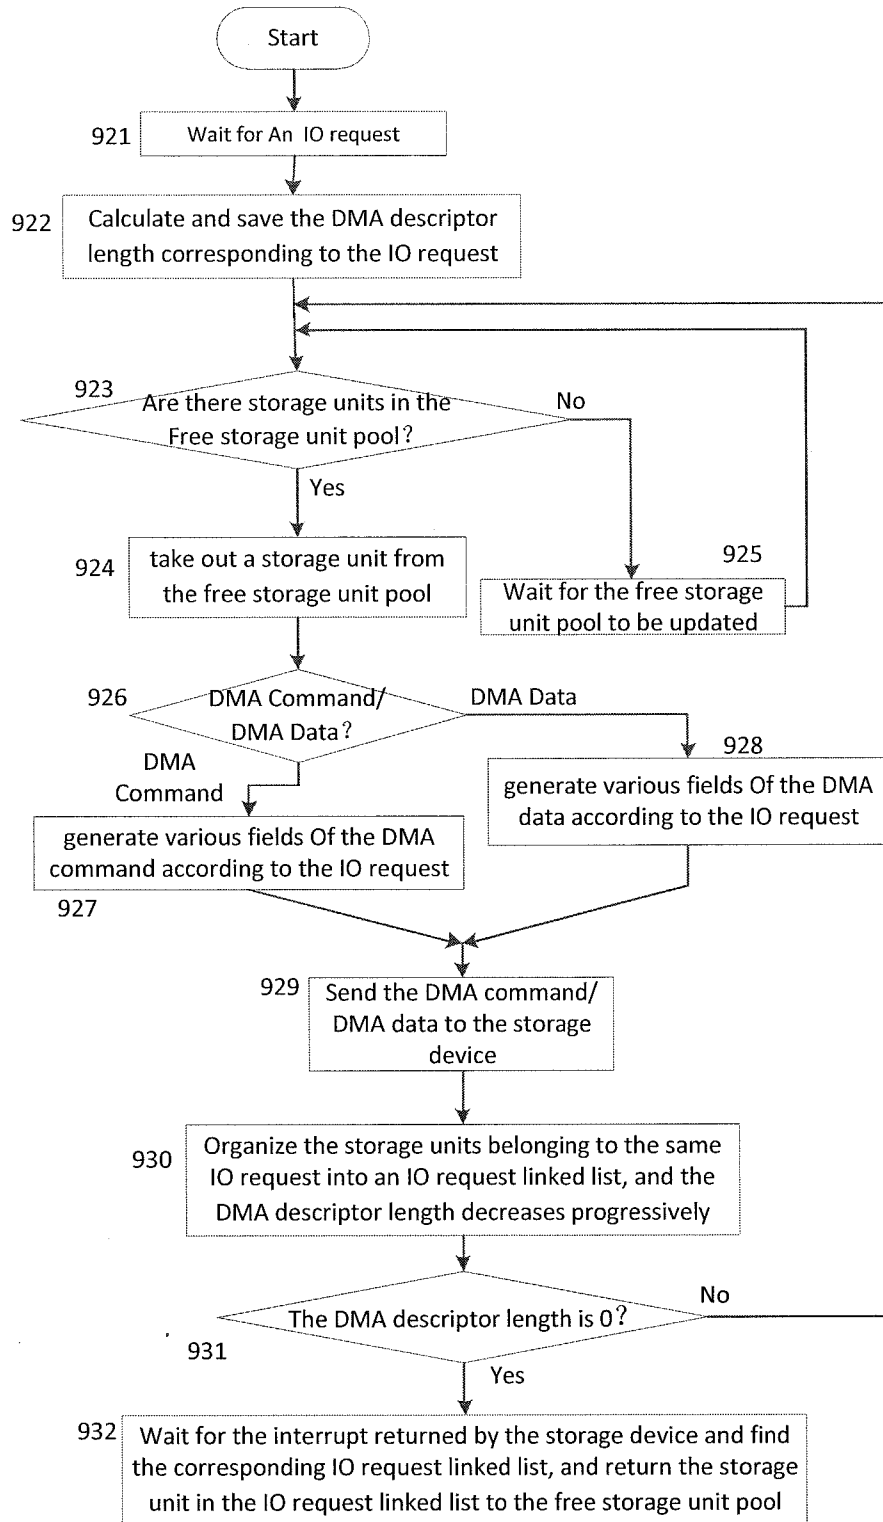 Start
921
Wait for An IO request
922
Calculate and save the DMA descriptor
length corresponding to the IO request
923
Are there storage units in the
Free storage unit pool?
No
Yes
924
take out a storage unit from
the free storage unit pool
925
Wait for the free storage
unit pool to be updated
926
DMA Command/
DMA Data?
DMA Data
DMA
Command
928
generate various fields Of the DMA
data according to the IO request
generate various fields Of the DMA
command according to the IO request
927
929
Send the DMA command/
DMA data to the storage
device
930
Organize the storage units belonging to the same
IO request into an IO request linked list, and the
DMA descriptor length decreases progressively
The DMA descriptor length is 0?
No
931
Yes
932
Wait for the interrupt returned by the storage device and find
the corresponding IO request linked list, and return the storage
unit in the IO request linked list to the free storage unit pool